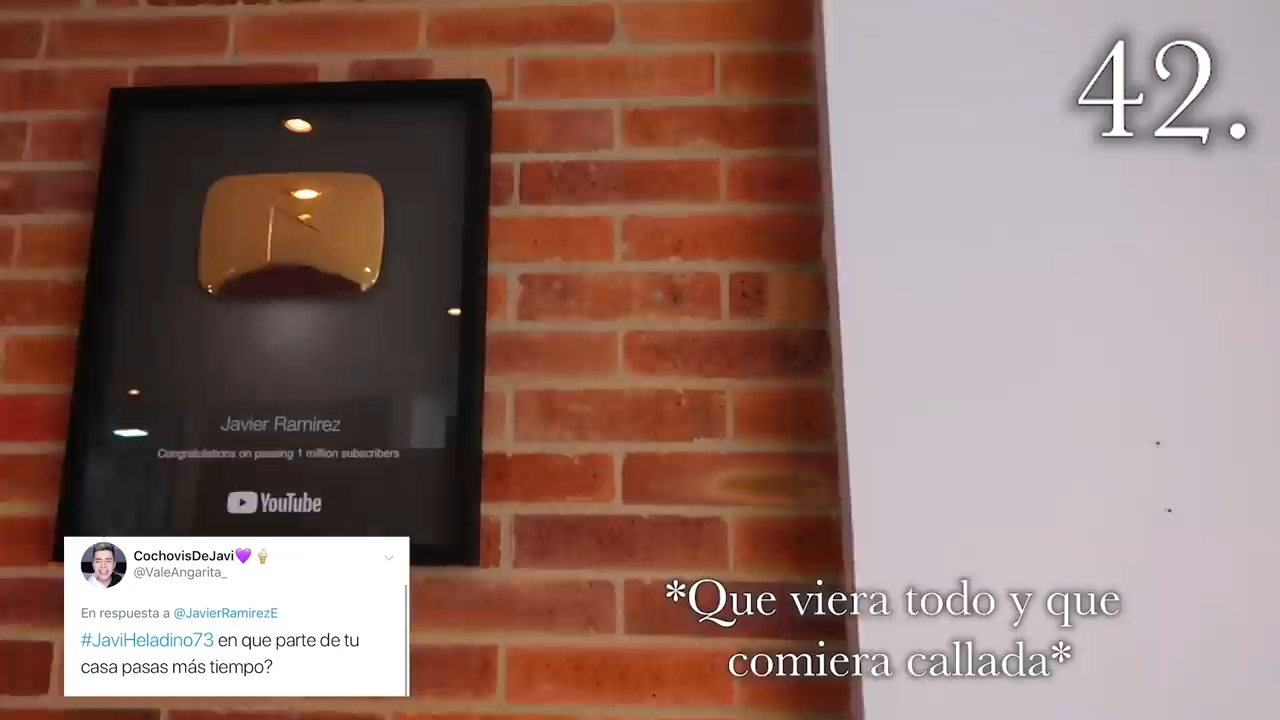 42.
Javier Ramirez
Congratulations on passing 1 million subscribers
YouTube
CochovisDeJavi💜🍦
@ValeAngarita_
En respuesta a @JavierRamirezE
#JaviHeladino73 en que parte de tu
casa pasas más tiempo?
*Que viera todo y que
comiera callada*